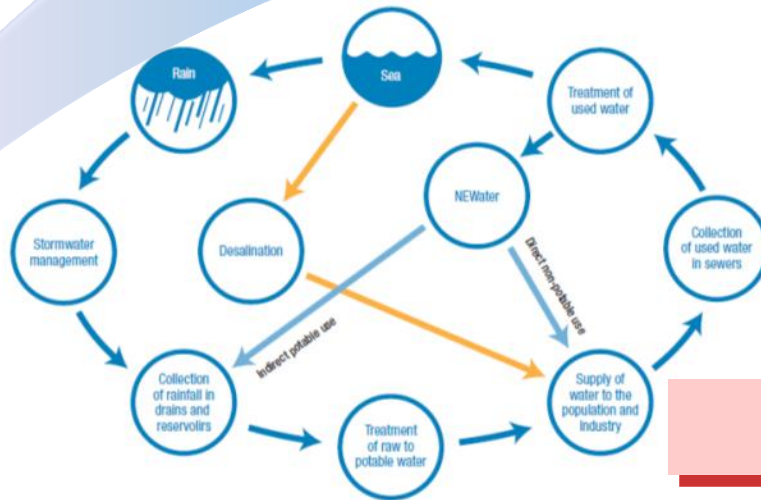 Rain
Sea
Treatment of
used water
NEWater
Stormwater
management
Desalination
Collection
of used water
in sewers
Indirect potable use
Direct non-potable use
Collection
of rainfall in
drains and
reservolrs
Treatment
of raw to
potable water
Supply of
water to the
population and
Industry